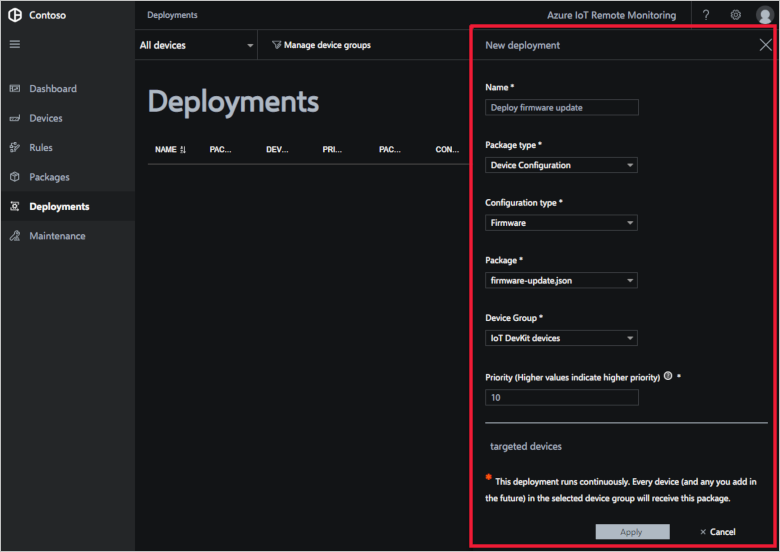 Contoso
Deployments
Azure IoT Remote Monitoring
?
All devices
Manage device groups
New deployment
Dashboard
Devices
Rules
Packages
Deployments
Maintenance
Deployments
NAME PAC... DEV... PRI... PAC... CON...
Name *
Deploy firmware update
Package type *
Device Configuration
Configuration type *
Firmware
Package *
firmware-update.json
Device Group *
IoT DevKit devices
Priority (Higher values indicate higher priority) ? *
10
targeted devices
* This deployment runs continuously. Every device (and any you add in
the future) in the selected device group will receive this package.
Apply
× Cancel